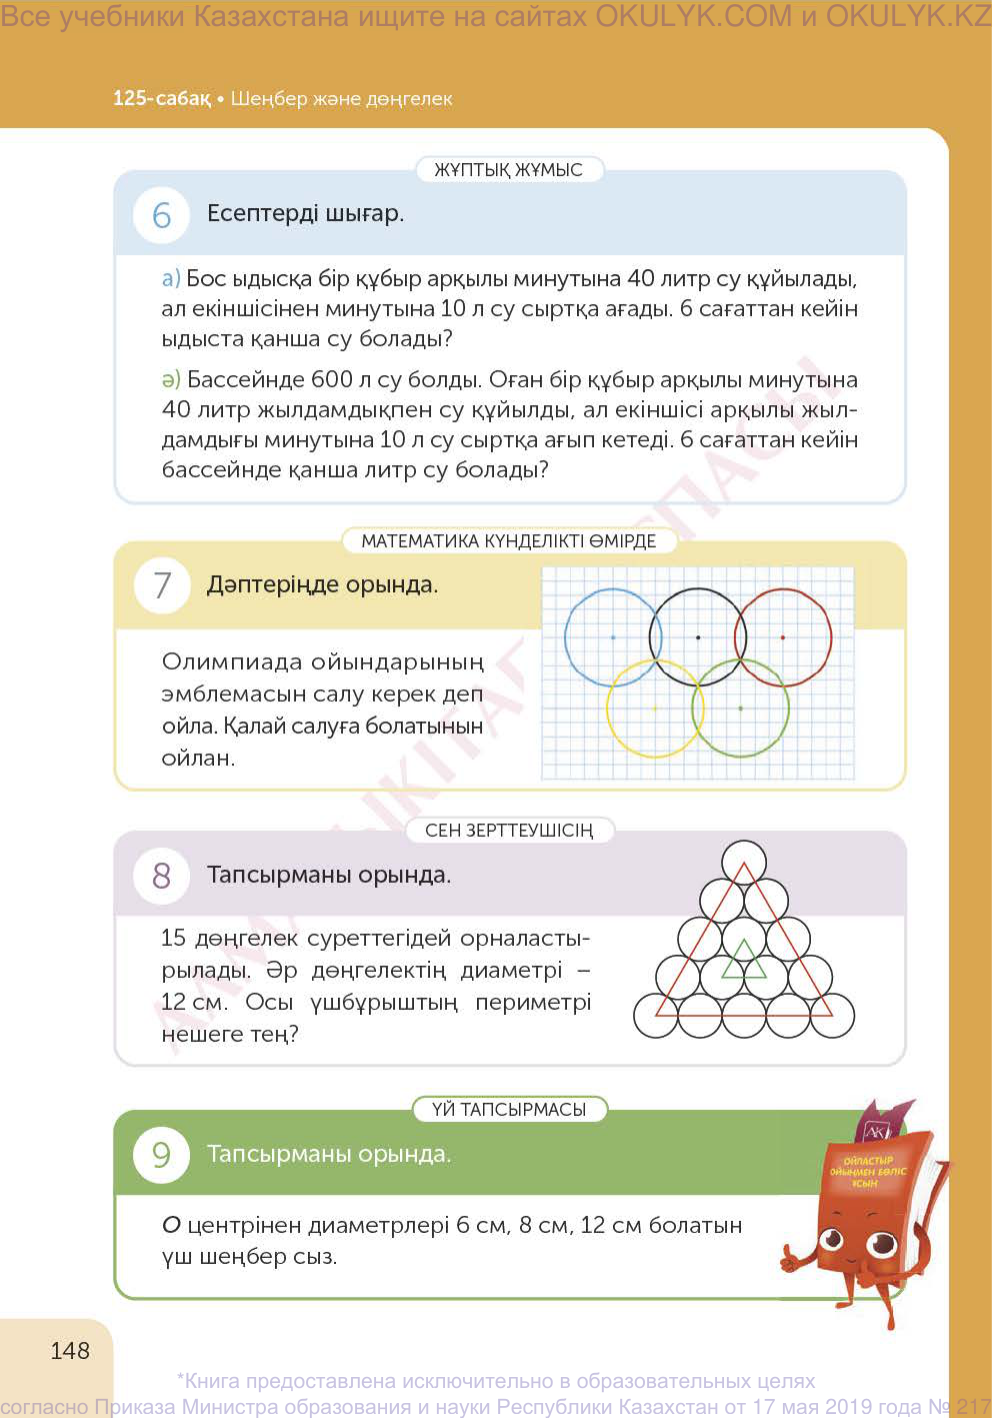 Все учебники Казахстана ищите на сайтах OKULYK.COM и OKULYK.KZ
125-сабақ • Шеңбер және дөңгелек
ЖҰПТЫҚ ЖҰМЫС
6 Есептерді шығар.
а) Бос ыдысқа бір құбыр арқылы минутына 40 литр су құйылады,
ал екіншісінен минутына 10 л су сыртқа ағады. 6 сағаттан кейін
ыдыста қанша су болады?
ә) Бассейнде 600 л су болды. Оған бір құбыр арқылы минутына
40 литр жылдамдықпен су құйылды, ал екіншісі арқылы жыл-
дамдығы минутына 10 л су сыртқа ағып кетеді. 6 сағаттан кейін
бассейнде қанша литр су болады?
МАТЕМАТИКА КҮНДЕЛІКТІ ӨМІРДЕ
7 Дәптеріңде орында.
Олимпиада ойындарының
эмблемасын салу керек деп
ойла. Қалай салуға болатынын
ойлан.
СЕН ЗЕРТТЕУШІСІҢ
8 Тапсырманы орында.
15 дөңгелек суреттегідей орналасты-
рылады. Әр дөңгелектің диаметрі –
12 см. Осы үшбұрыштың периметрі
нешеге тең?
ҮЙ ТАПСЫРМАСЫ
9 Тапсырманы орында.
АК
ОЙЛАСТЫР
ОЙЫҢМЕН БӨЛІС
ҰСЫН
О центрінен диаметрлері 6 см, 8 см, 12 см болатын
үш шеңбер сыз.
148
*Книга предоставлена исключительно в образовательных целях
согласно Приказа Министра образования и науки Республики Казахстан от 17 мая 2019 года № 217